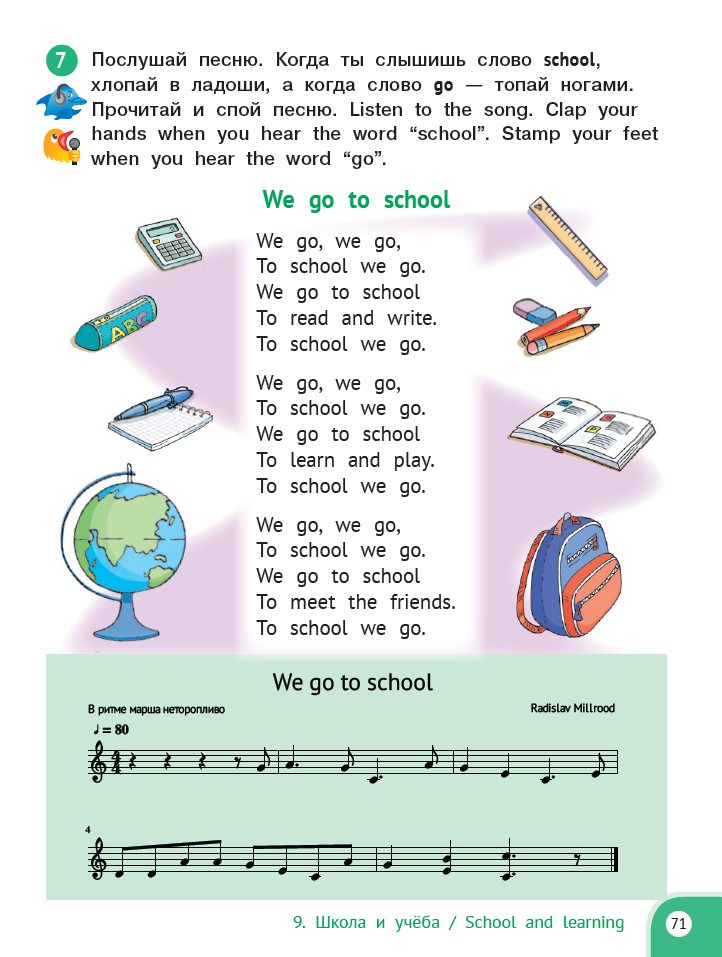 7 Послушай песню. Когда ты слышишь слово school,
хлопай в ладоши, а когда слово go — топай ногами.
Прочитай и спой песню. Listen to the song. Clap your
hands when you hear the word “school”. Stamp your feet
when you hear the word “go”.
We go to school
We go, we go,
To school we go.
We go to school
To read and write.
To school we go.
We go, we go,
To school we go.
We go to school
To learn and play.
To school we go.
We go, we go,
To school we go.
We go to school
To meet the friends.
To school we go.
ABC
We go to school
В ритме марша неторопливо
Radislav Millrood
♩ = 80
4
4
4
9. Школа и учёба / School and learning
71